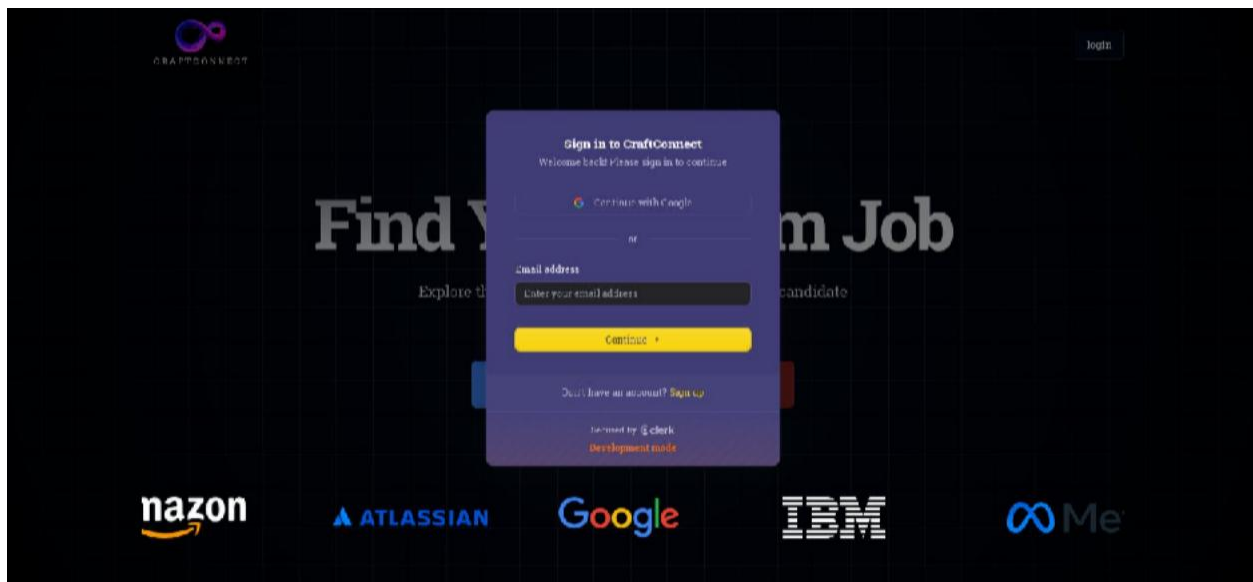 CRAFTCONNECT
login
Sign in to CraftConnect
Welcome back! Please sign in to continue
Continue with Google
or
Find Y m Job
Email address
Explore th candidate
Enter your email address
Continue
Don't have an account? Sign up
Secured by clerk
Development mode
nazon
ATLASSIAN
Google
IBM
Me